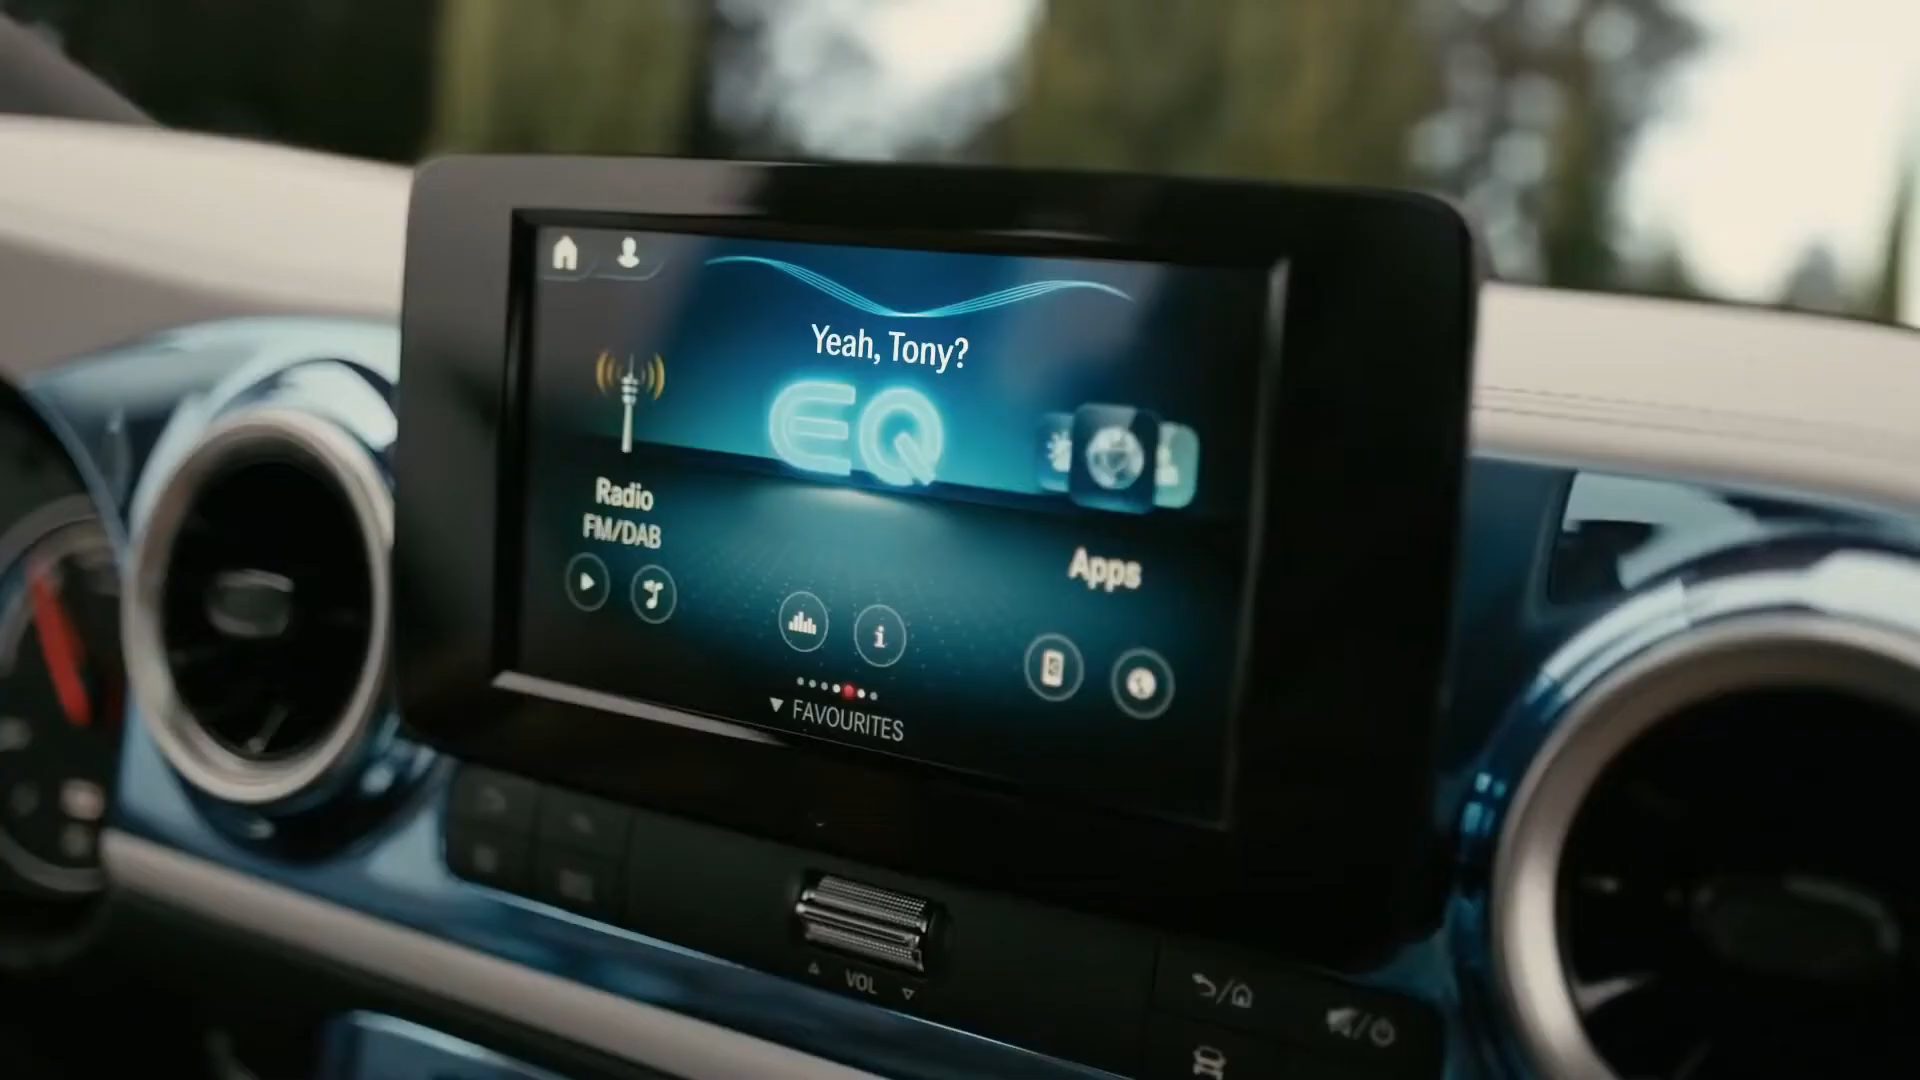 Yeah, Tony?
EQ
Radio
FM/DAB
Apps
FAVOURITES
VOL